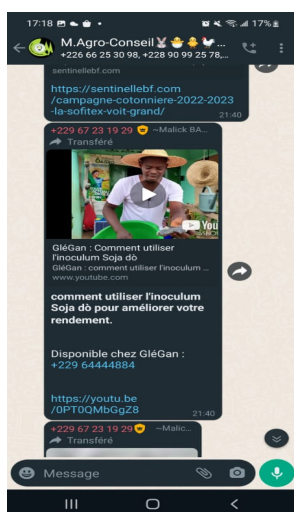 17:18
17%
M.Agro-Conseil
+226 66 25 30 98, +228 90 99 25 78,...
sentinellebf.com
https://sentinellebf.com
/campagne-cotonniere-2022-2023
-la-sofitex-voit-grand/
21:40
+229 67 23 19 29 ~Malick BA...
Transféré
You
GléGan : Comment utiliser
l'inoculum Soja dò
GléGan : comment utiliser l'inoculum ...
www.youtube.com
comment utiliser l'inoculum
Soja dò pour améliorer votre
rendement.
Disponible chez GléGan :
+229 64444884
https://youtu.be
/0PT0QMbGgZ8
21:40
+229 67 23 19 29 ~Malic...
Transféré
Message